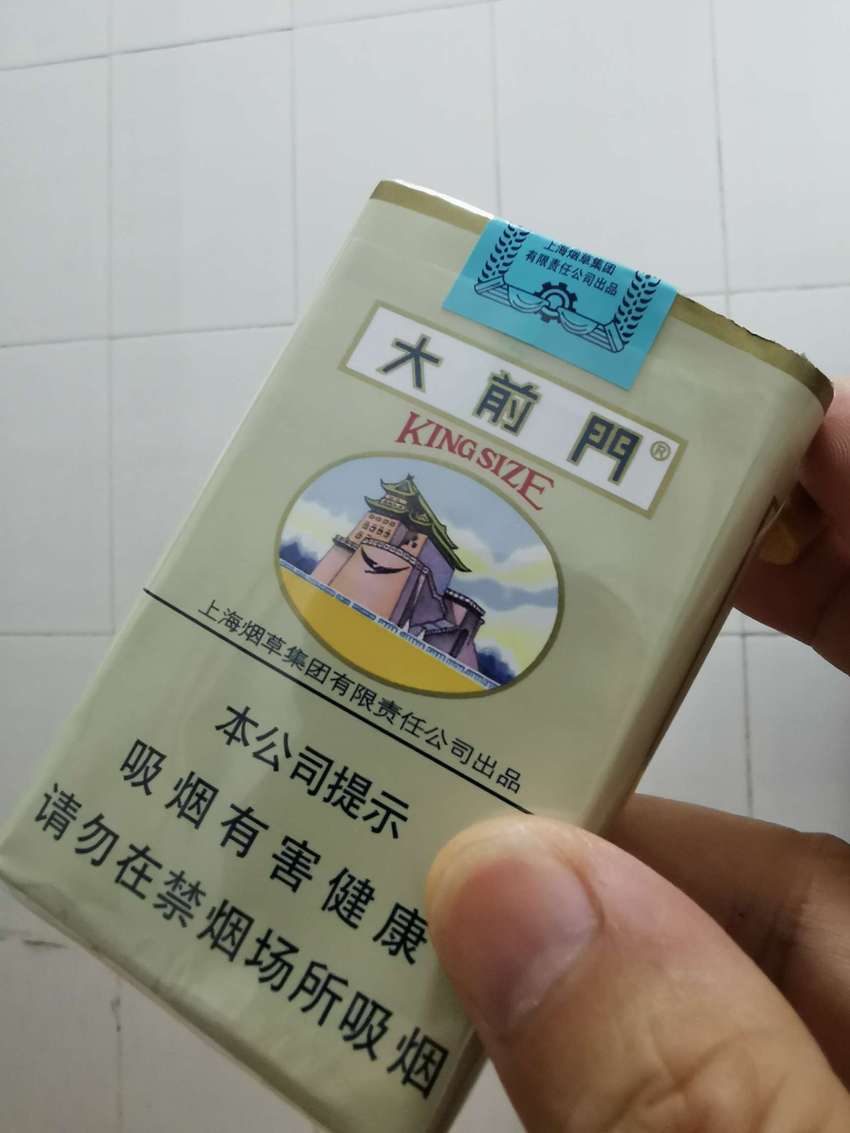 上海烟草集团
有限责任公司出品
大前門®
KING SIZE
上海烟草集团有限责任公司出品
本公司提示
吸烟有害健康
请勿在禁烟场所吸烟